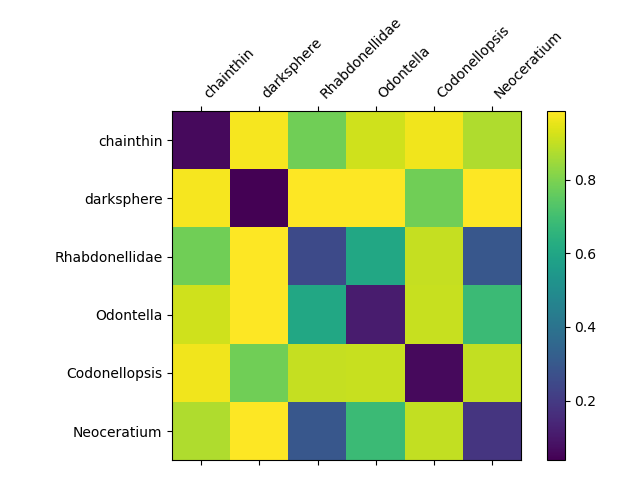 chainthin
darksphere
Rhabdonellidae
Odontella
Codonellopsis
Neoceratium
chainthin
darksphere
Rhabdonellidae
Odontella
Codonellopsis
Neoceratium
0.8
0.6
0.4
0.2